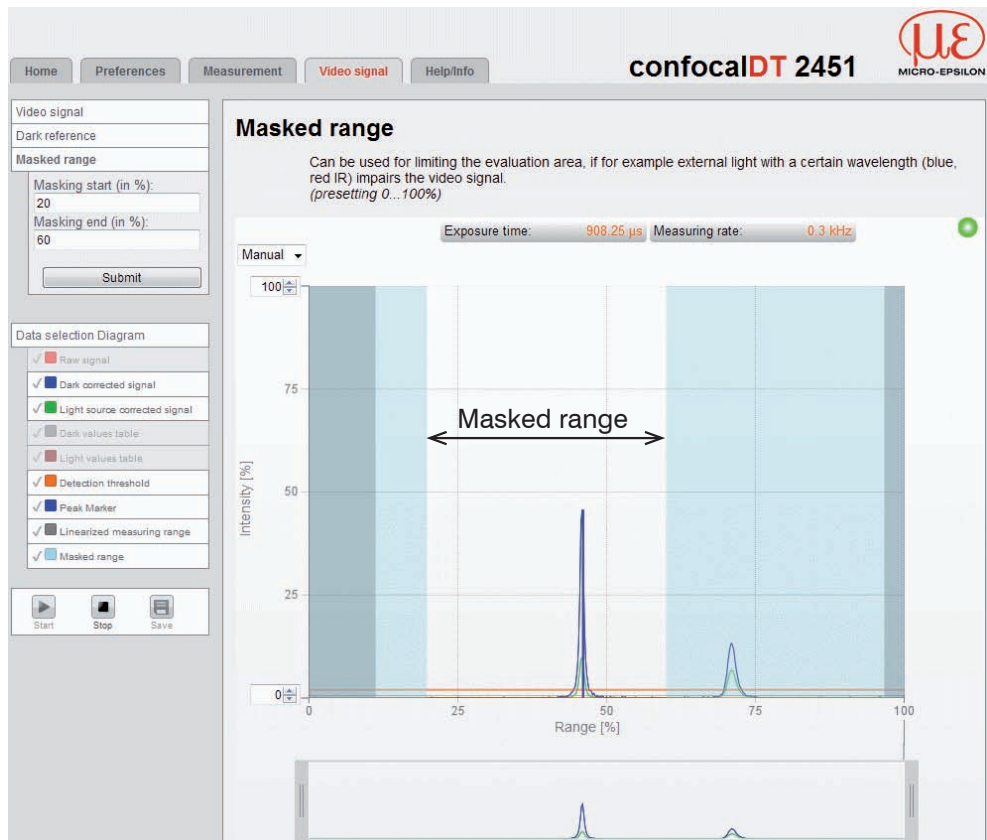 με
MICRO-EPSILON
confocalDT 2451
Home
Preferences
Measurement
Video signal
Help/Info
Video signal
Dark reference
Masked range
Masking start (in %):
20
Masking end (in %):
60
Submit
Data selection Diagram
Raw signal
Dark corrected signal
Light source corrected signal
Dark values table
Light values table
Detection threshold
Peak Marker
Linearized measuring range
Masked range
Start
Stop
Save
Masked range
Can be used for limiting the evaluation area, if for example external light with a certain wavelength (blue,
red IR) impairs the video signal.
(presetting 0...100%)
Exposure time: 908.25 µs
Measuring rate: 0.3 kHz
Manual
100
75
50
25
0
Intensity [%]
Masked range
0
25
50
75
100
Range [%]